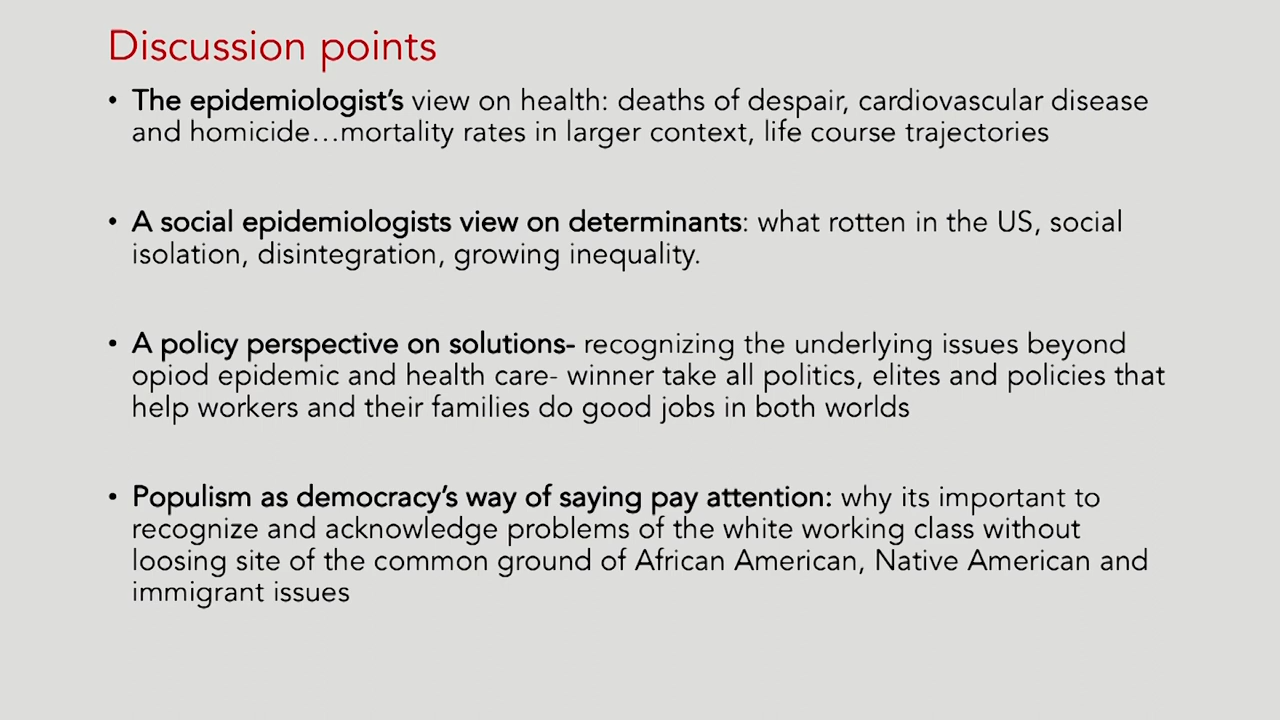 Discussion points
• The epidemiologist’s view on health: deaths of despair, cardiovascular disease
and homicide…mortality rates in larger context, life course trajectories
• A social epidemiologists view on determinants: what rotten in the US, social
isolation, disintegration, growing inequality.
• A policy perspective on solutions- recognizing the underlying issues beyond
opiod epidemic and health care- winner take all politics, elites and policies that
help workers and their families do good jobs in both worlds
• Populism as democracy’s way of saying pay attention: why its important to
recognize and acknowledge problems of the white working class without
loosing site of the common ground of African American, Native American and
immigrant issues